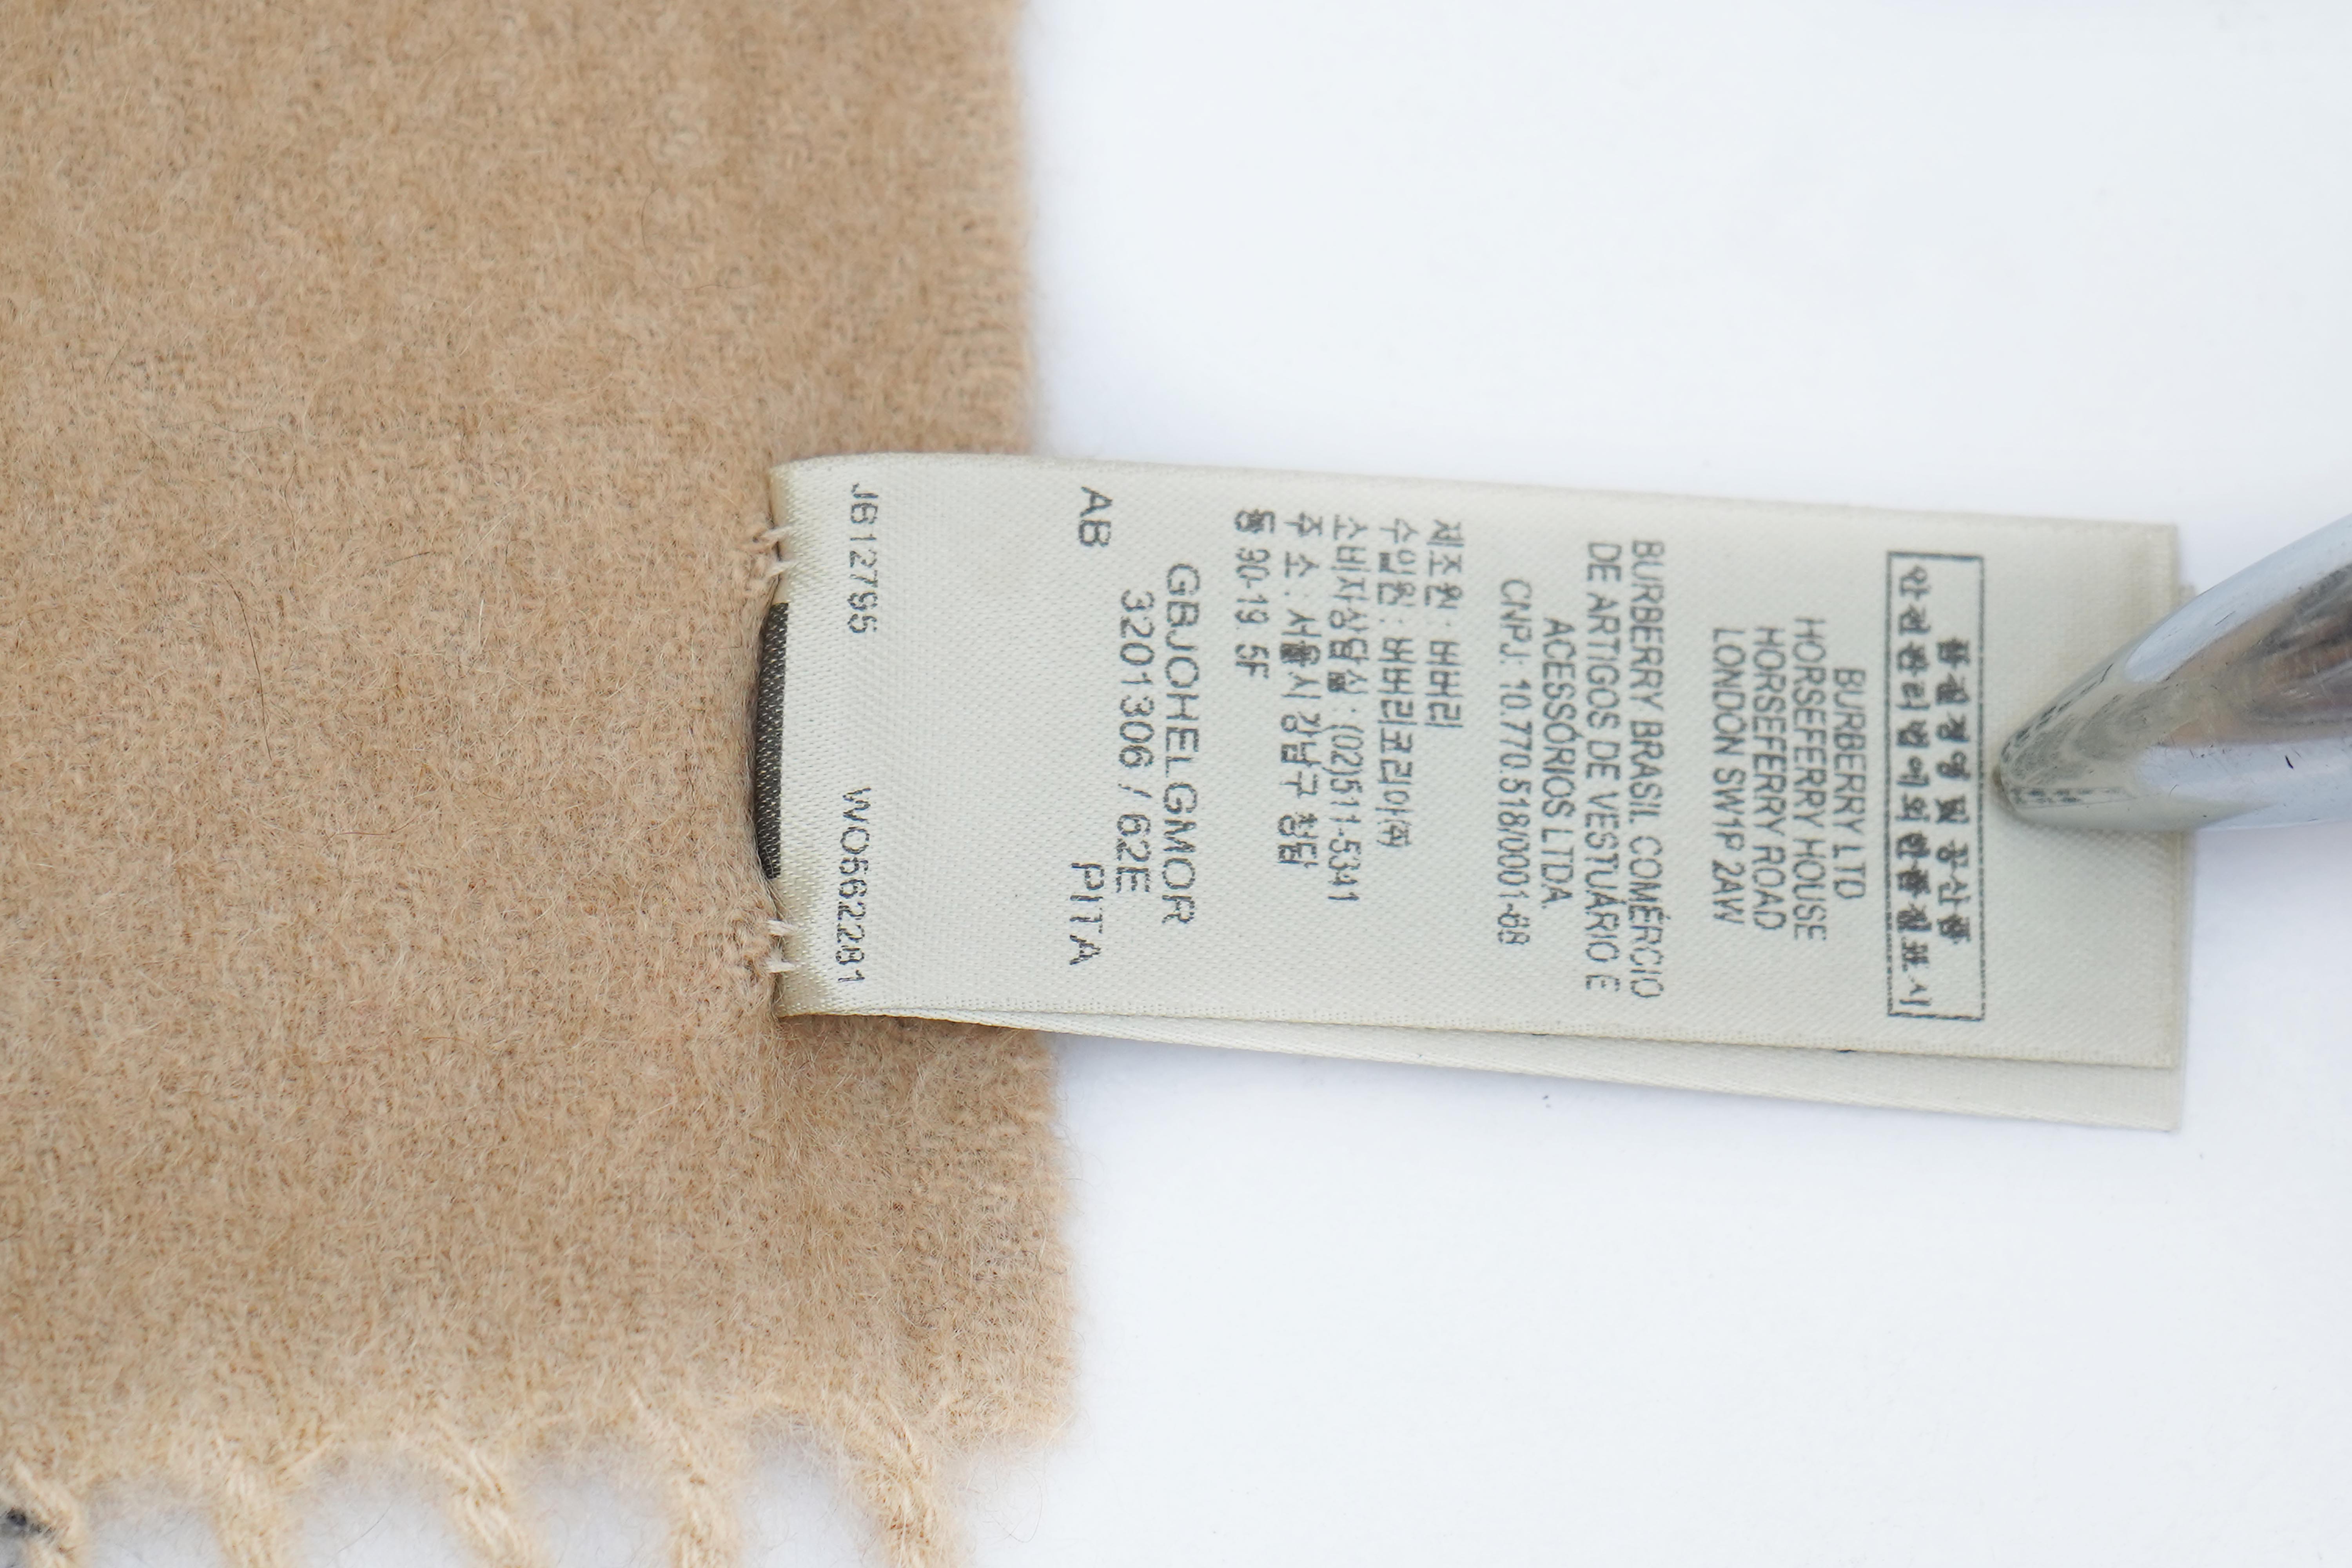 품질경영 및 공산품
안전관리법에의한품질표시
BURBERRY LTD
HORSEFERRY HOUSE
HORSEFERRY ROAD
LONDON SW1P 2AW
BURBERRY BRASIL COMÉRCIO
DE ARTIGOS DE VESTUÁRIO E
ACESSÓRIOS LTDA
CNPJ: 10.770.518/0001-68
제조원: 버버리
수입원: 버버리코리아㈜
소비자상담실: (02)511-5341
주 소: 서울시 강남구 청담
동 90-19 5F
GBJOHELGMOR
3201306 / 62E
AB PITA
JB12795 WO5622281